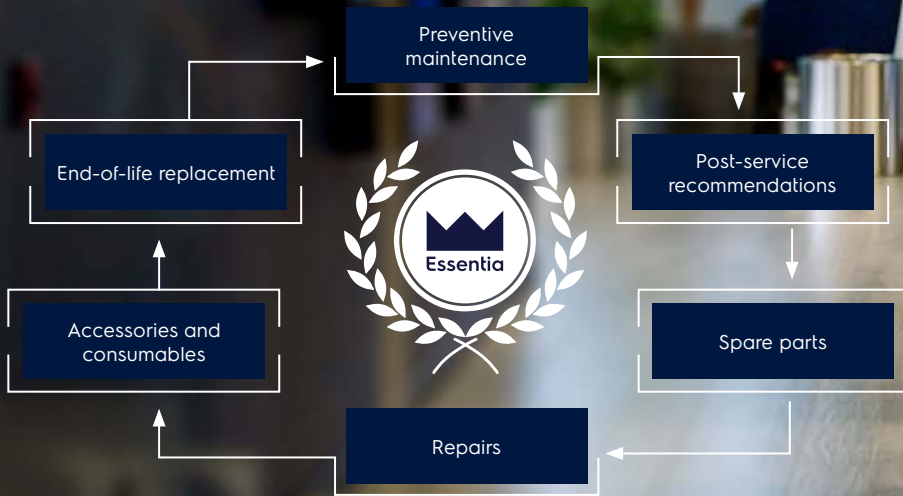 Preventive
maintenance
End-of-life replacement
Post-service
recommendations
Essentia
Accessories and
consumables
Spare parts
Repairs